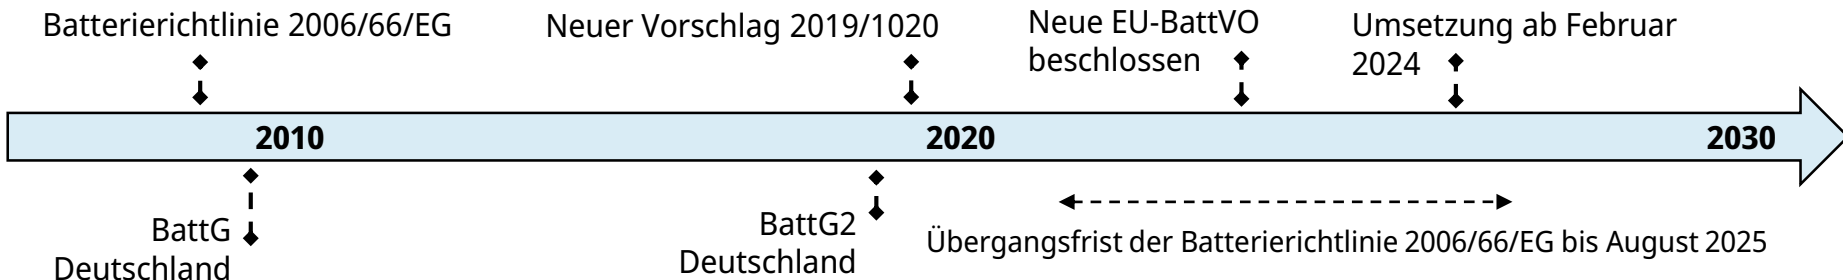 Batterierichtlinie 2006/66/EG
Neuer Vorschlag 2019/1020
Neue EU-BattVO
beschlossen
Umsetzung ab Februar
2024
2010
2020
2030
BattG
Deutschland
BattG2
Deutschland
Übergangsfrist der Batterierichtlinie 2006/66/EG bis August 2025